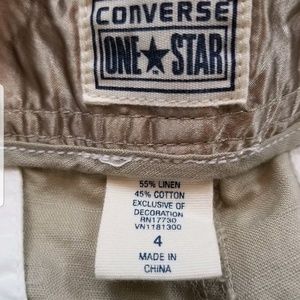 CONVERSE
ONE★STAR
55% LINEN
45% COTTON
EXCLUSIVE OF
DECORATION
RN17730
VN1181300
4
MADE IN
CHINA